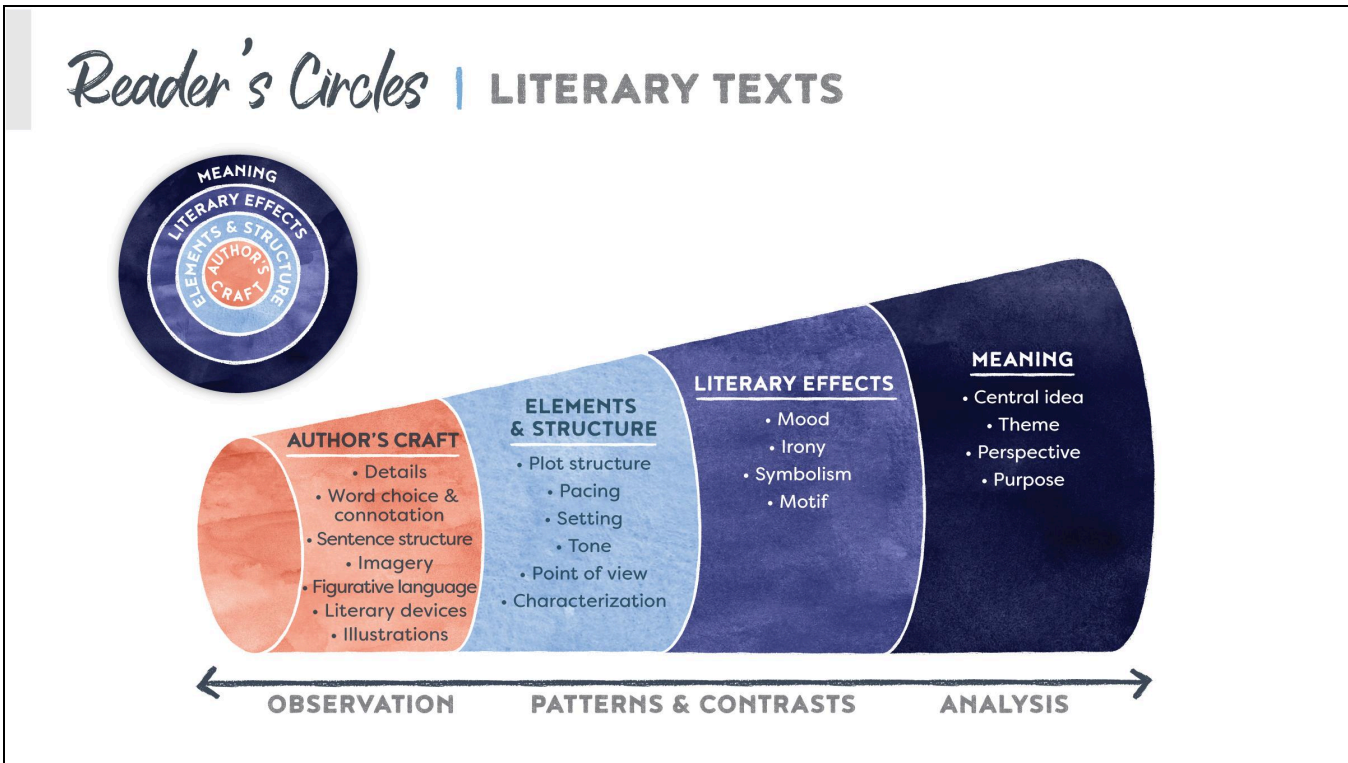 Reader's Circles | LITERARY TEXTS
MEANING
LITERARY EFFECTS
ELEMENTS & STRUCTURE
AUTHOR'S
CRAFT
AUTHOR'S CRAFT
• Details
• Word choice &
connotation
• Sentence structure
• Imagery
• Figurative language
• Literary devices
• Illustrations
ELEMENTS
& STRUCTURE
• Plot structure
• Pacing
• Setting
• Tone
• Point of view
• Characterization
LITERARY EFFECTS
• Mood
• Irony
• Symbolism
• Motif
MEANING
• Central idea
• Theme
• Perspective
• Purpose
OBSERVATION
PATTERNS & CONTRASTS
ANALYSIS